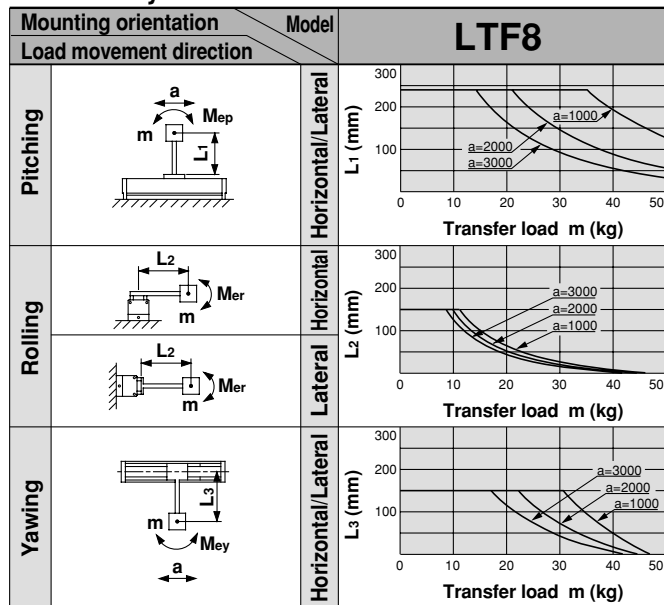 Mounting orientation
Model
Load movement direction
LTF8
Pitching
a
Mep
m
L1
Horizontal/Lateral
L1 (mm)
300
200
100
a=1000
a=2000
a=3000
0 10 20 30 40 50
Transfer load m (kg)
Rolling
L2
Mer
m
Horizontal
L2
Mer
m
Lateral
L2 (mm)
300
200
100
a=3000
a=2000
a=1000
0 10 20 30 40 50
Transfer load m (kg)
Yawing
L3
m
Mey
a
Horizontal/Lateral
L3 (mm)
300
200
100
a=3000
a=2000
a=1000
0 10 20 30 40 50
Transfer load m (kg)